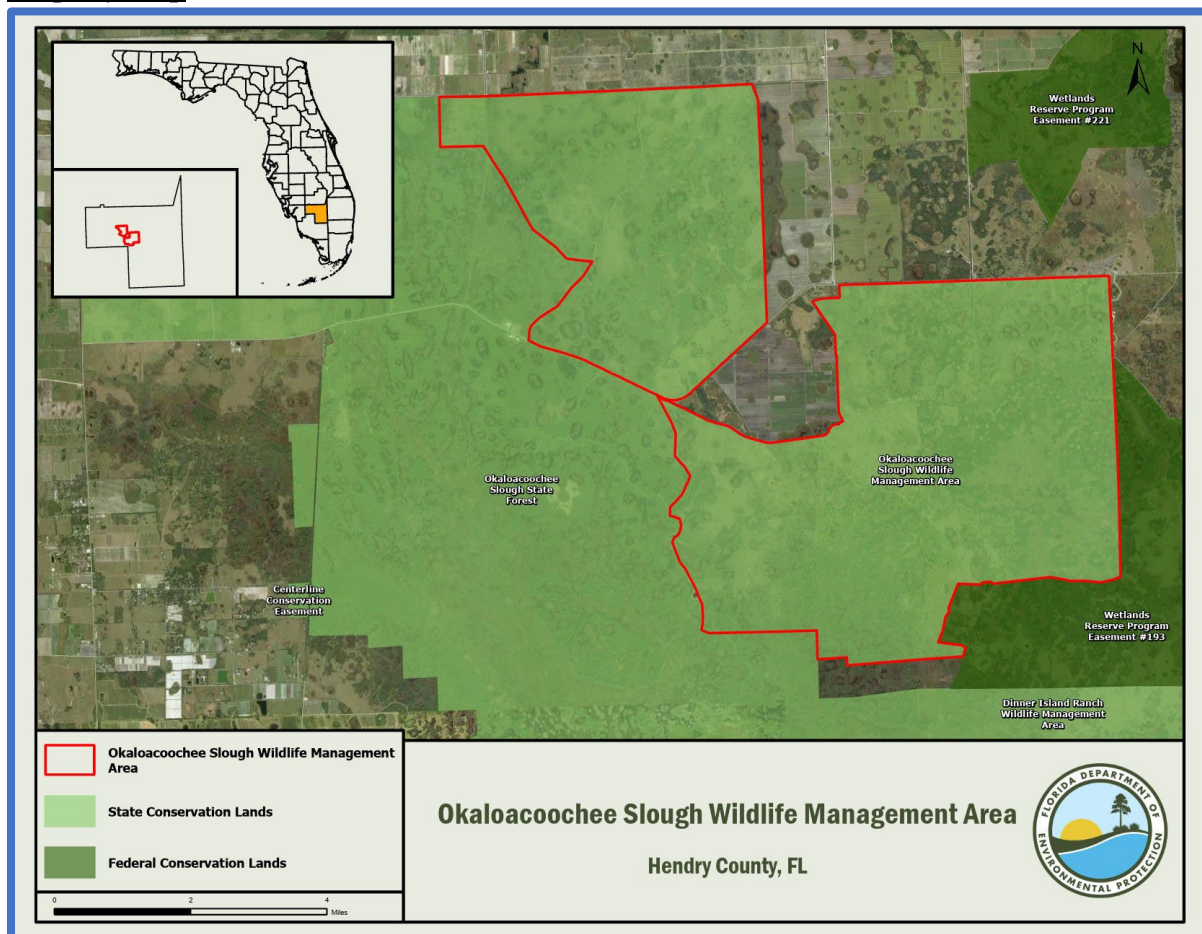 N
Wetlands
Reserve Program
Easement #221
Okaloacoochee
Slough Wildlife
Management Area
Okaloacoochee
Slough State
Forest
Centerline
Conservation
Easement
Wetlands
Reserve Program
Easement #193
Dinner Island Ranch
Wildlife Management
Area
Okaloacoochee Slough Wildlife Management
Area
State Conservation Lands
Federal Conservation Lands
0 2 4
Miles
Okaloacoochee Slough Wildlife Management Area
Hendry County, FL
FLORIDA DEPARTMENT OF
ENVIRONMENTAL PROTECTION